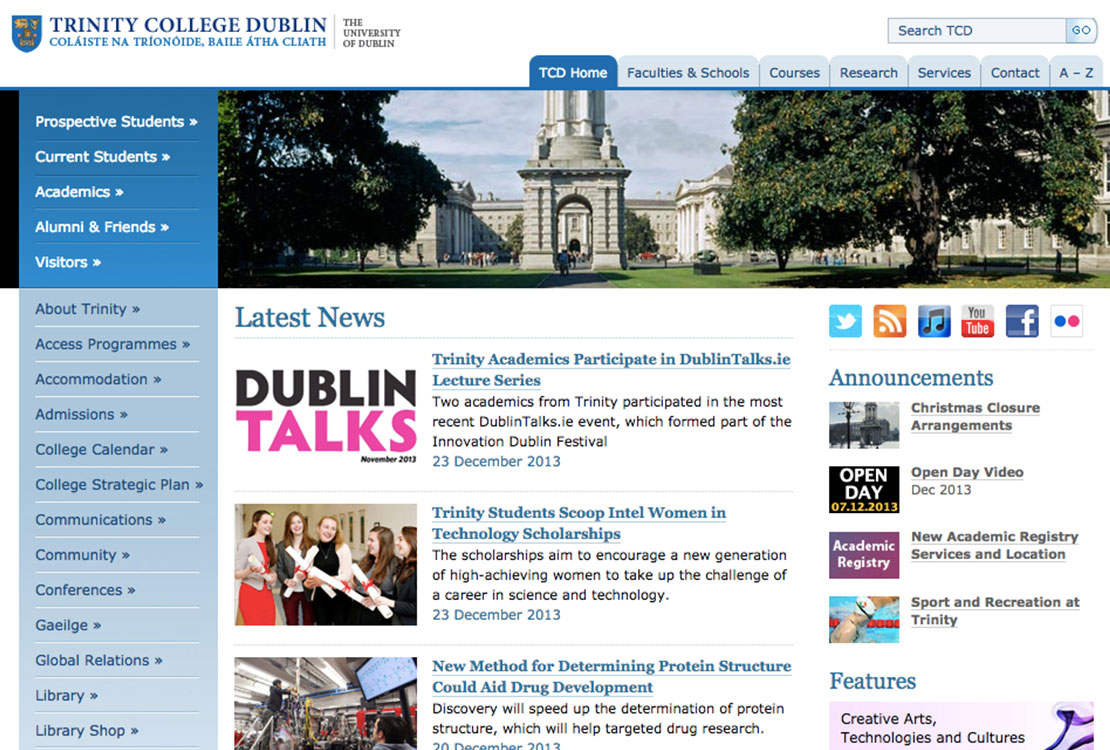 TRINITY COLLEGE DUBLIN
COLÁISTE NA TRÍONÓIDE, BAILE ÁTHA CLIATH
THE
UNIVERSITY
OF DUBLIN
Search TCD
GO
TCD Home
Faculties & Schools
Courses
Research
Services
Contact
A – Z
Prospective Students »
Current Students »
Academics »
Alumni & Friends »
Visitors »
About Trinity »
Access Programmes »
Accommodation »
Admissions »
College Calendar »
College Strategic Plan »
Communications »
Community »
Conferences »
Gaeilge »
Global Relations »
Library »
Library Shop »
Latest News
DUBLIN
TALKS
November 2013
Trinity Academics Participate in DublinTalks.ie
Lecture Series
Two academics from Trinity participated in the most
recent DublinTalks.ie event, which formed part of the
Innovation Dublin Festival
23 December 2013
Trinity Students Scoop Intel Women in
Technology Scholarships
The scholarships aim to encourage a new generation
of high-achieving women to take up the challenge of
a career in science and technology.
23 December 2013
New Method for Determining Protein Structure
Could Aid Drug Development
Discovery will speed up the determination of protein
structure, which will help targeted drug research.
20 December 2013
You
Tube
f
Announcements
Christmas Closure
Arrangements
OPEN
DAY
07.12.2013
Open Day Video
Dec 2013
Academic
Registry
New Academic Registry
Services and Location
Sport and Recreation at
Trinity
Features
Creative Arts,
Technologies and Cultures